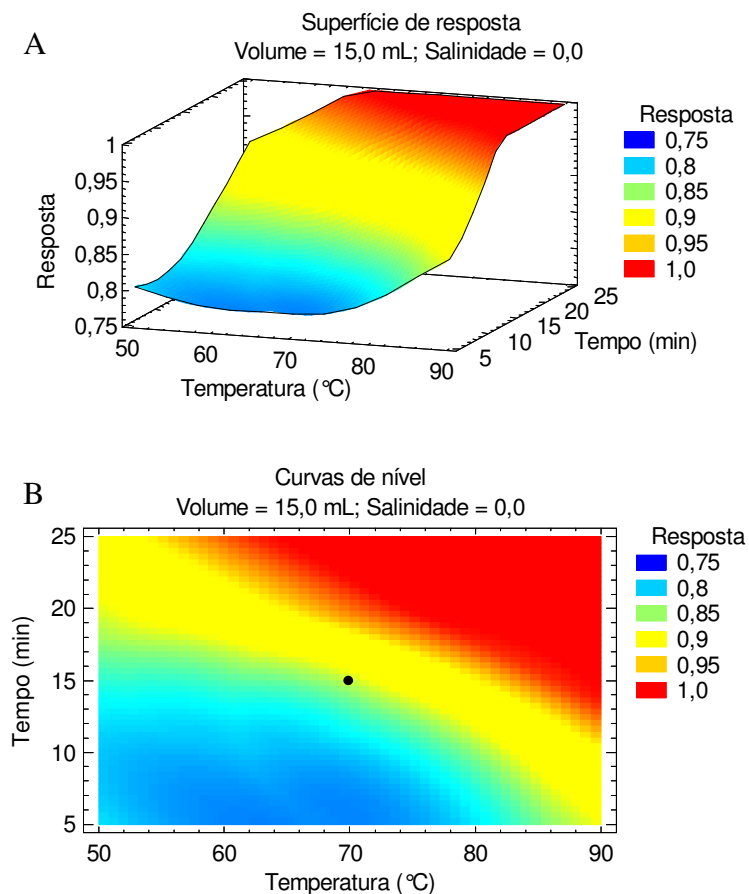 A
Superfície de resposta
Volume = 15,0 mL; Salinidade = 0,0
Resposta
1
0,95
0,9
0,85
0,8
0,75
50
60
70
80
90
Temperatura (°C)
5
10
15
20
25
Tempo (min)
Resposta
0,75
0,8
0,85
0,9
0,95
1,0
B
Curvas de nível
Volume = 15,0 mL; Salinidade = 0,0
Tempo (min)
25
20
15
10
5
50
60
70
80
90
Temperatura (°C)
Resposta
0,75
0,8
0,85
0,9
0,95
1,0